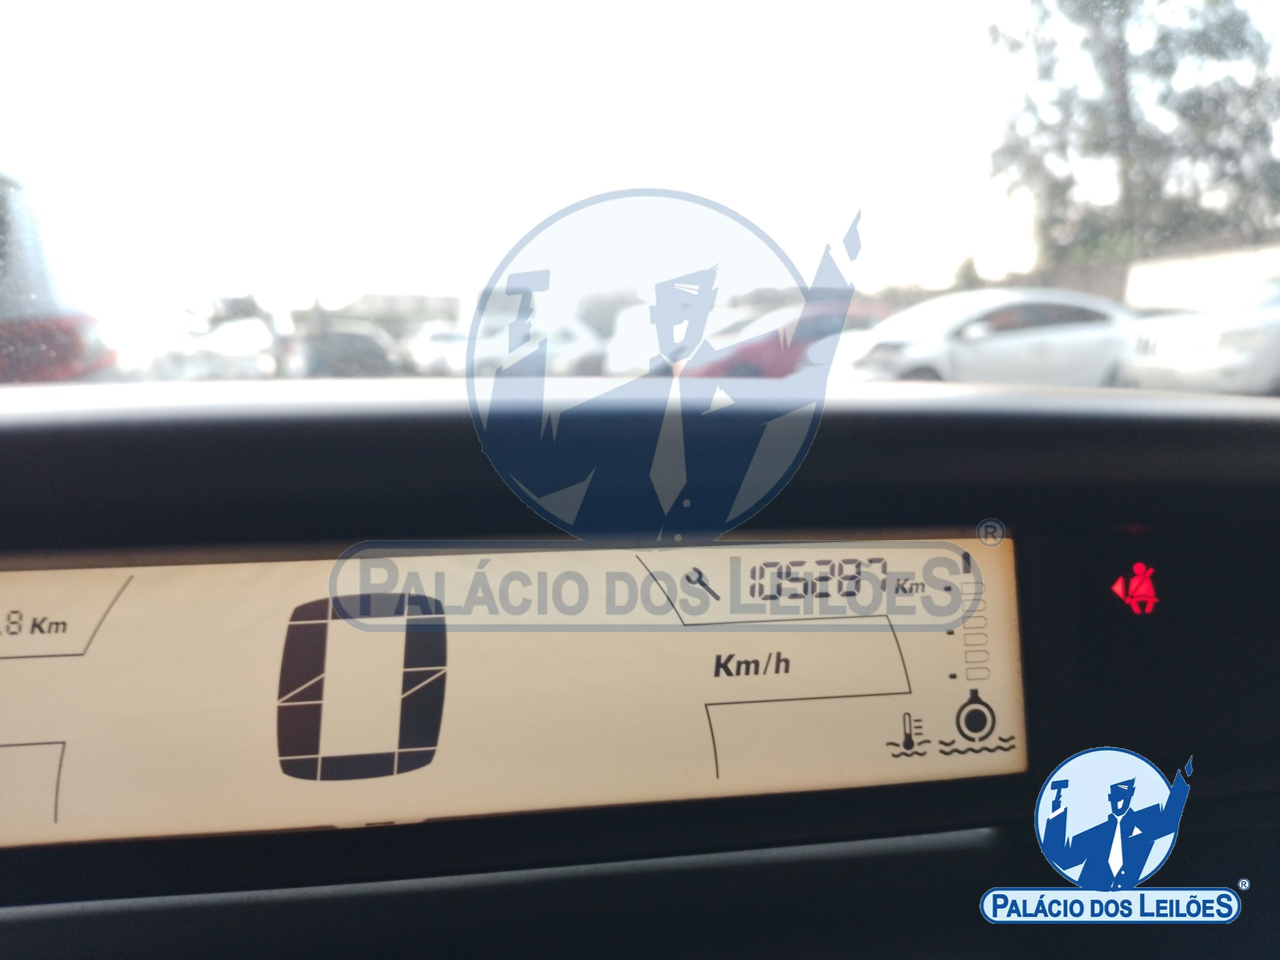 PALÁCIO DOS LEILÕES
®
.8 Km
0
105287 Km
Km/h
PALÁCIO DOS LEILÕES
®